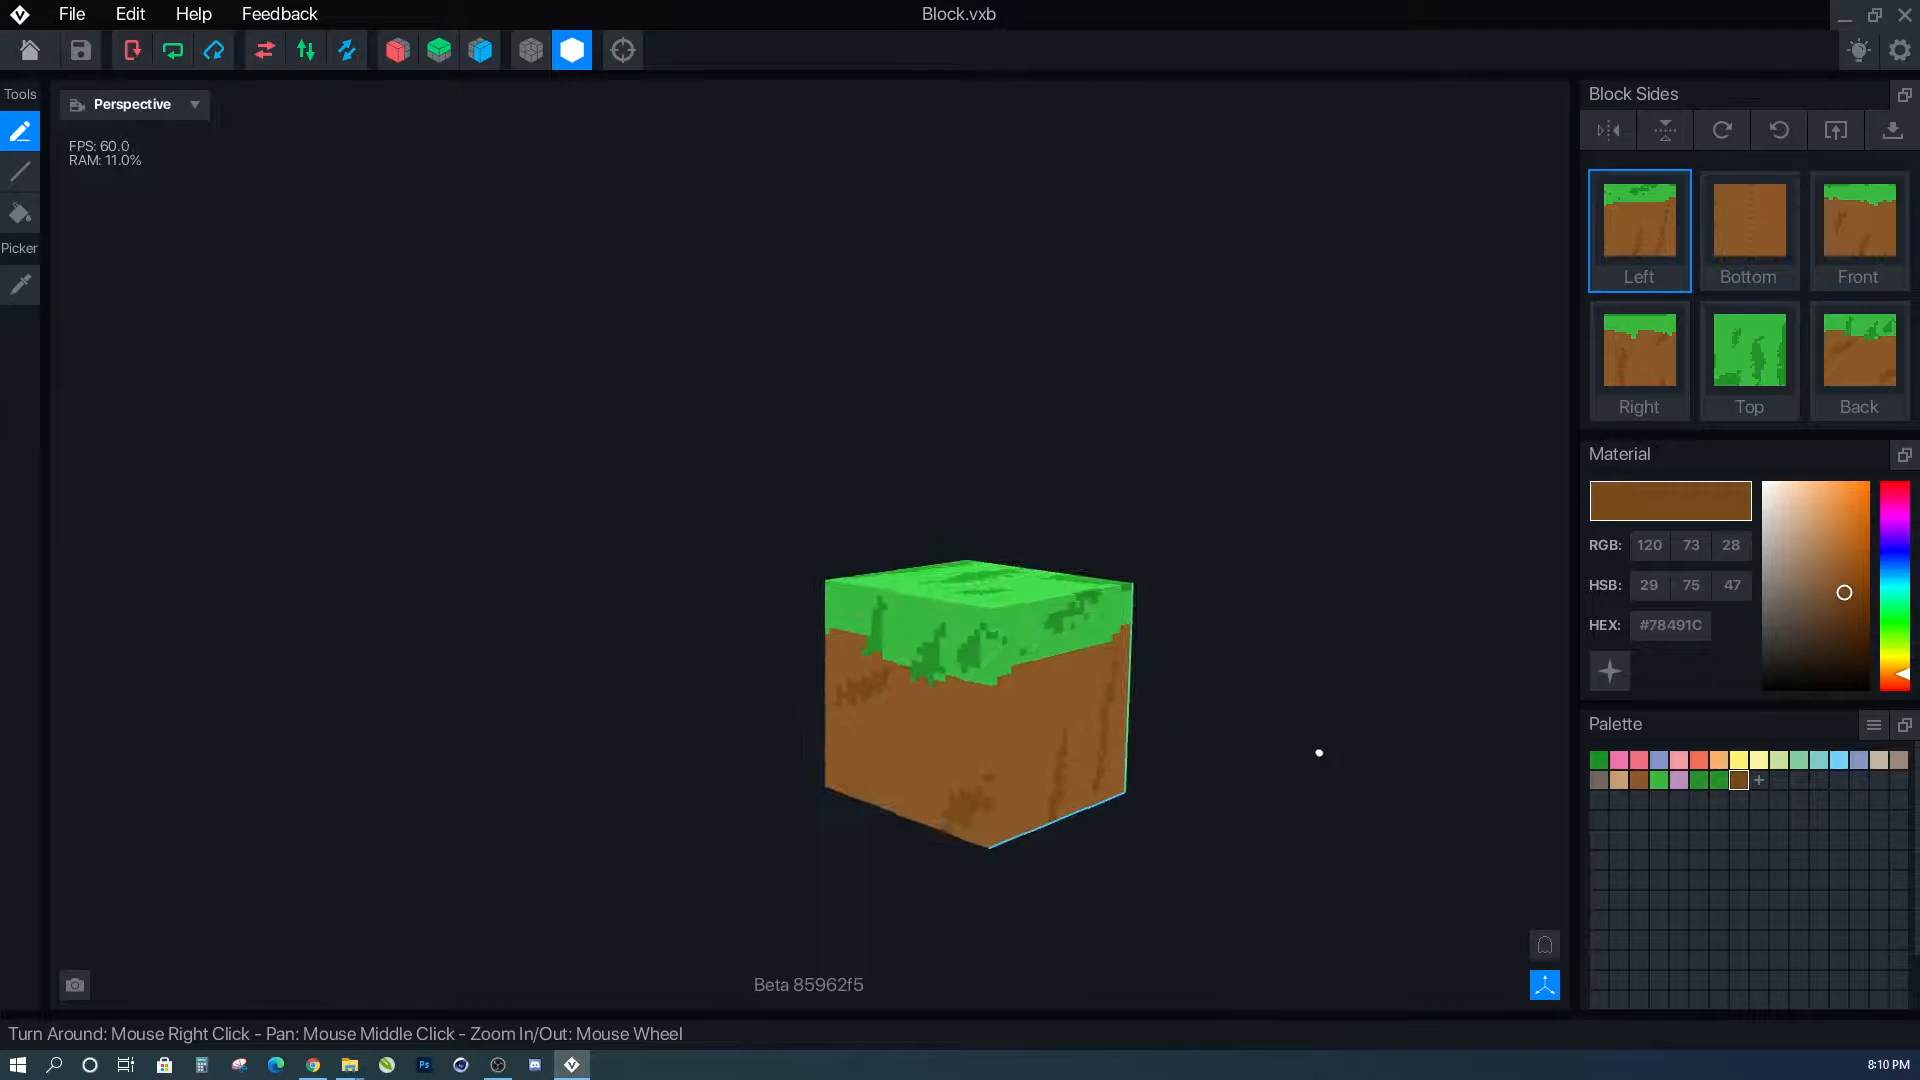 File Edit Help Feedback
Block.vxb
Tools
Perspective
FPS: 60.0
RAM: 11.0%
Picker
Block Sides
Left Bottom Front
Right Top Back
Material
RGB: 120 73 28
HSB: 29 75 47
HEX: #78491C
Palette
Beta 85962f5
Turn Around: Mouse Right Click - Pan: Mouse Middle Click - Zoom In/Out: Mouse Wheel
Ps
8:10 PM